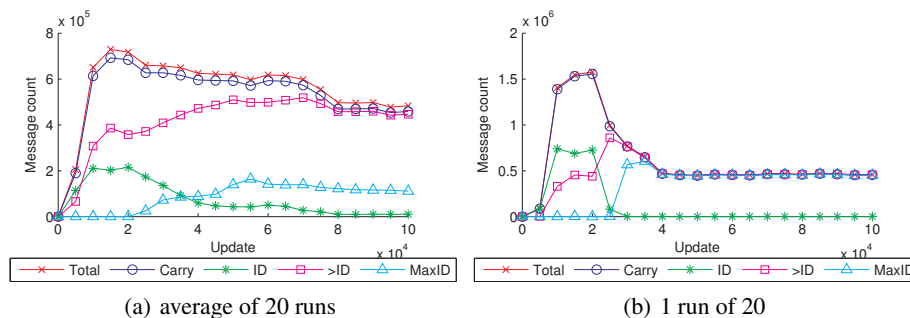 x 10^5
8
6
4
2
0
Message count
0
2
4
6
8
10
x 10^4
Update
Total
Carry
ID
>ID
MaxID
(a) average of 20 runs
x 10^6
2
1.5
1
0.5
0
Message count
0
2
4
6
8
10
x 10^4
Update
Total
Carry
ID
>ID
MaxID
(b) 1 run of 20